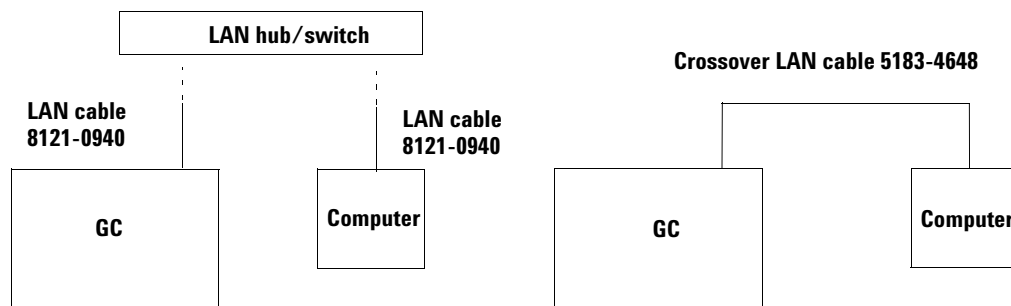 LAN hub/switch
Crossover LAN cable 5183-4648
LAN cable
8121-0940
LAN cable
8121-0940
GC
Computer
GC
Computer